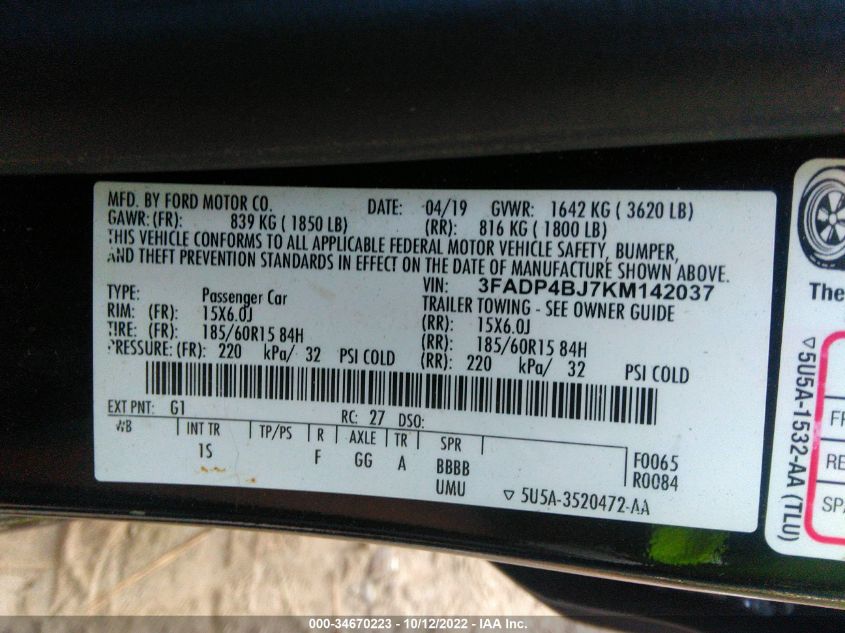 MFD. BY FORD MOTOR CO. DATE: 04/19 GVWR: 1642 KG ( 3620 LB)
GAWR: (FR): 839 KG ( 1850 LB) (RR): 816 KG ( 1800 LB)
THIS VEHICLE CONFORMS TO ALL APPLICABLE FEDERAL MOTOR VEHICLE SAFETY, BUMPER,
AND THEFT PREVENTION STANDARDS IN EFFECT ON THE DATE OF MANUFACTURE SHOWN ABOVE.
VIN: 3FADP4BJ7KM142037
TYPE: Passenger Car TRAILER TOWING - SEE OWNER GUIDE
RIM: (FR): 15X6.0J (RR): 15X6.0J
TIRE: (FR): 185/60R15 84H (RR): 185/60R15 84H
PRESSURE: (FR): 220 kPa/ 32 PSI COLD (RR): 220 kPa/ 32 PSI COLD
EXT PNT: G1 RC: 27 DSO:
WB INT TR TP/PS R AXLE TR SPR
1S F GG A BBBB F0065
UMU R0084
▽ 5U5A-3520472-AA
The
▽5U5A-1532-AA (TLU)
FR
RE
SPA
000-34670223 - 10/12/2022 - IAA Inc.